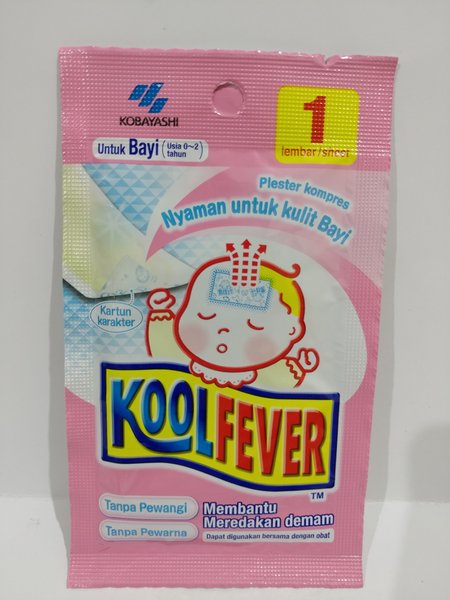 KOBAYASHI
1
lembar/sheet
Untuk Bayi (Usia 0~2 tahun)
Plester kompres
Nyaman untuk kulit Bayi
Kartun
karakter
KOOLFEVER
TM
Tanpa Pewangi
Tanpa Pewarna
Membantu
Meredakan demam
Dapat digunakan bersama dengan obat